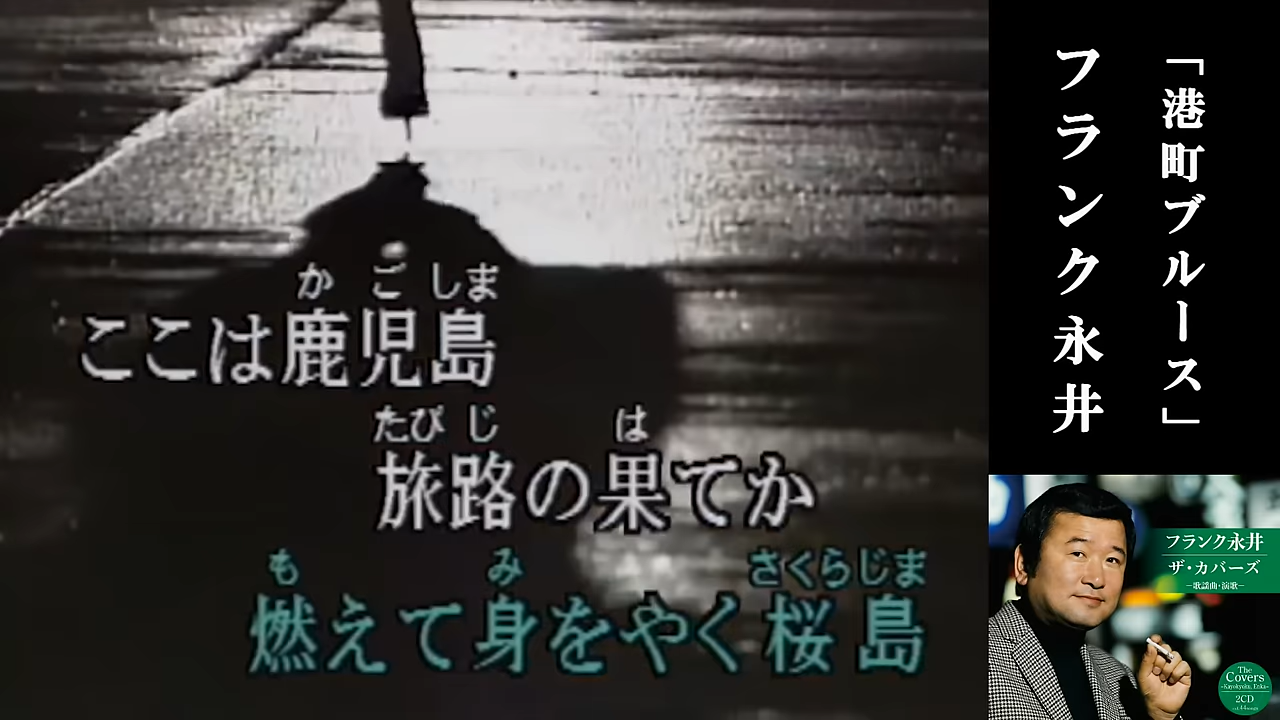 かごしま
ここは鹿児島
たびじ は
旅路の果てか
も み さくらじま
燃えて身をやく桜島
「港町ブルース」
フランク永井
フランク永井
ザ・カバーズ
−歌謡曲・演歌−
The
Covers
~Kayokyoku, Enka~
2CD